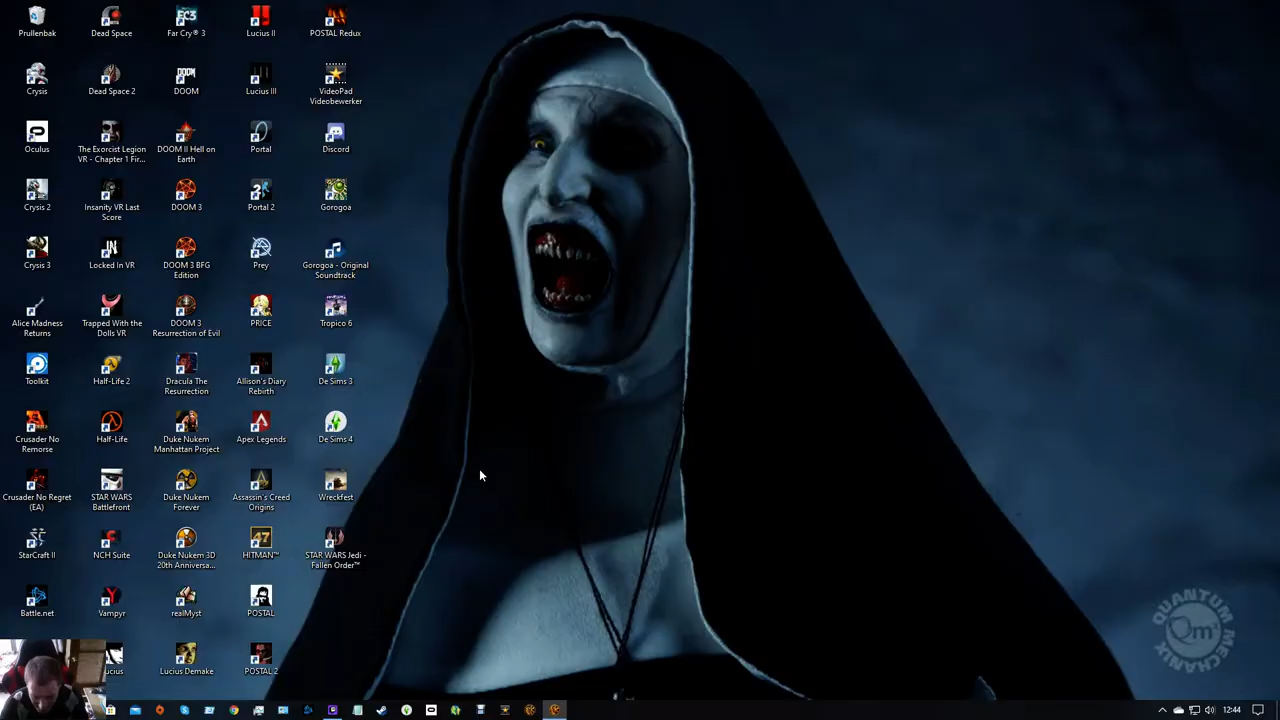 Prullenbak
Dead Space
Far Cry® 3
Lucius II
POSTAL Redux
Crysis
Dead Space 2
DOOM
Lucius III
VideoPad
Videobewerker
Oculus
The Exorcist Legion
VR - Chapter 1 Fir...
DOOM II Hell on
Earth
Portal
Discord
Crysis 2
Insanity VR Last
Score
DOOM 3
Portal 2
Gorogoa
Crysis 3
Locked In VR
DOOM 3 BFG
Edition
Prey
Gorogoa - Original
Soundtrack
Alice Madness
Returns
Trapped With the
Dolls VR
DOOM 3
Resurrection of Evil
PRICE
Tropico 6
Toolkit
Half-Life 2
Dracula The
Resurrection
Allison's Diary
Rebirth
De Sims 3
Crusader No
Remorse
Half-Life
Duke Nukem
Manhattan Project
Apex Legends
De Sims 4
Crusader No Regret
(EA)
STAR WARS
Battlefront
Duke Nukem
Forever
Assassin's Creed
Origins
Wreckfest
StarCraft II
NCH Suite
Duke Nukem 3D
20th Anniversa...
HITMAN™
STAR WARS Jedi -
Fallen Order™
Battle.net
Vampyr
realMyst
POSTAL
ucius
Lucius Demake
POSTAL 2
QUANTUM
Qm
MECHANIX
12:44